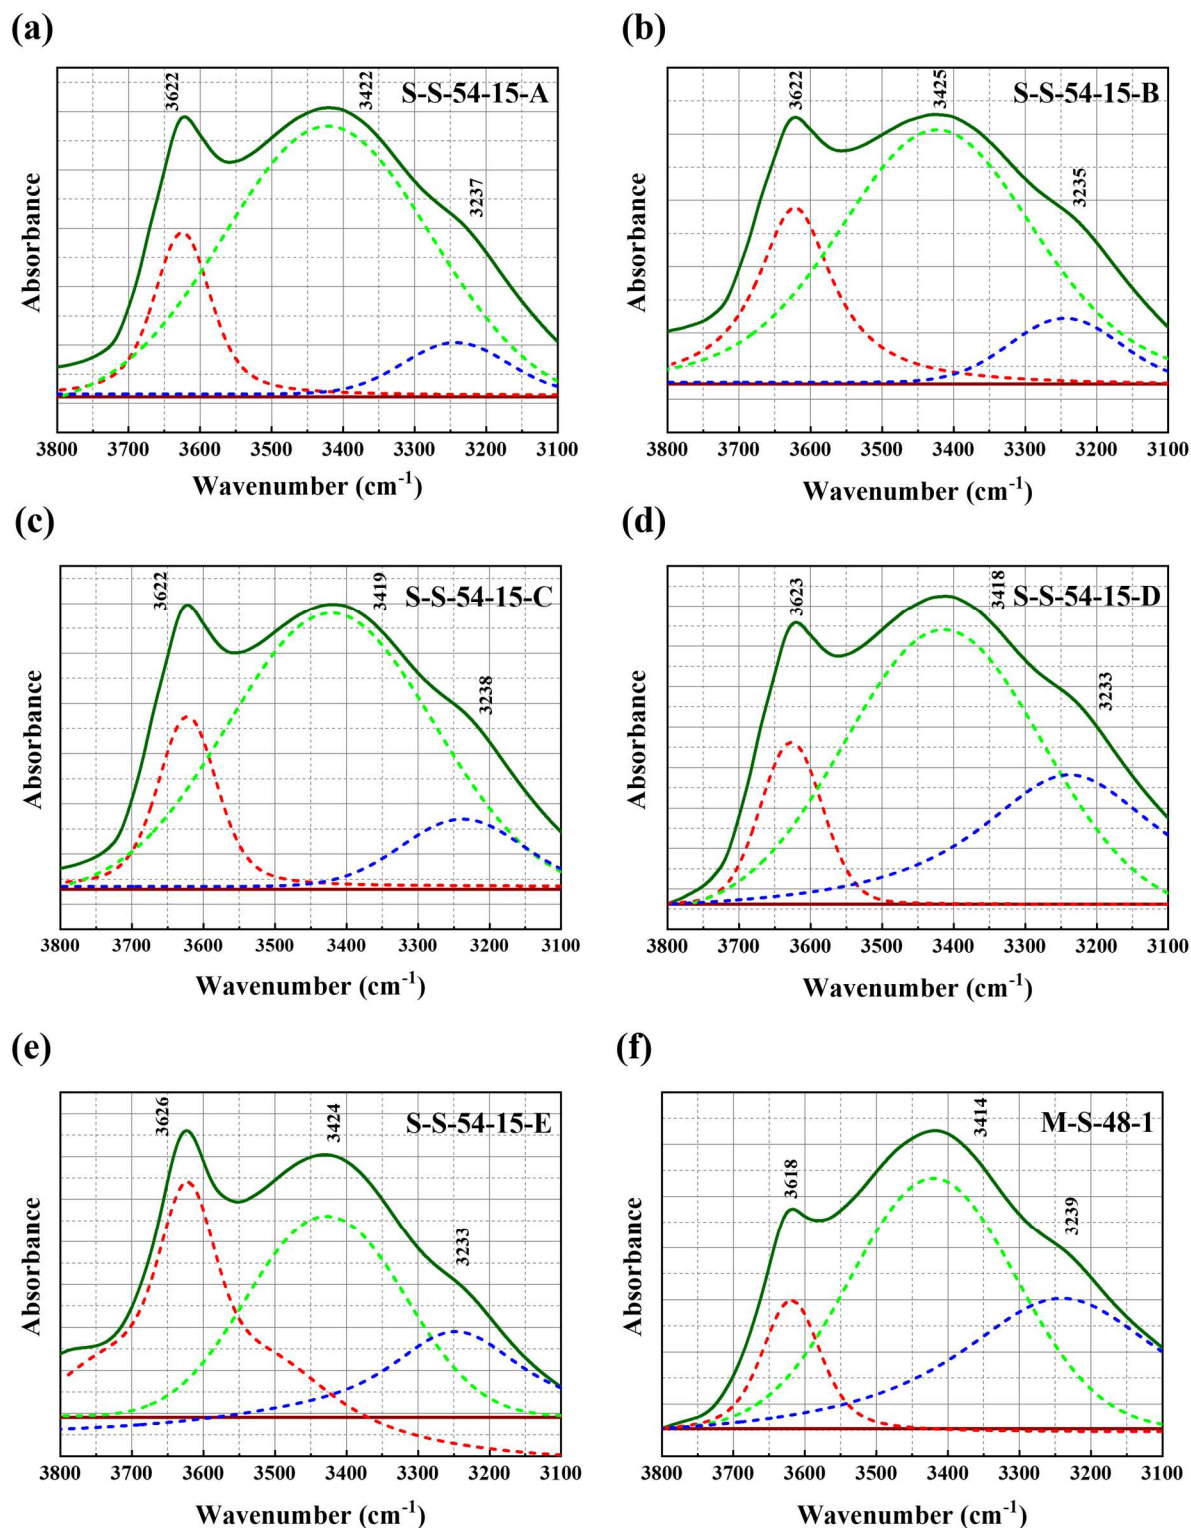 (a)
3622
3422
S-S-54-15-A
3237
Absorbance
3800 3700 3600 3500 3400 3300 3200 3100
Wavenumber (cm⁻¹)
(b)
3622
3425
S-S-54-15-B
3235
Absorbance
3800 3700 3600 3500 3400 3300 3200 3100
Wavenumber (cm⁻¹)
(c)
3622
3419
S-S-54-15-C
3238
Absorbance
3800 3700 3600 3500 3400 3300 3200 3100
Wavenumber (cm⁻¹)
(d)
3623
3418
S-S-54-15-D
3233
Absorbance
3800 3700 3600 3500 3400 3300 3200 3100
Wavenumber (cm⁻¹)
(e)
3626
3424
S-S-54-15-E
3233
Absorbance
3800 3700 3600 3500 3400 3300 3200 3100
Wavenumber (cm⁻¹)
(f)
3618
3414
M-S-48-1
3239
Absorbance
3800 3700 3600 3500 3400 3300 3200 3100
Wavenumber (cm⁻¹)